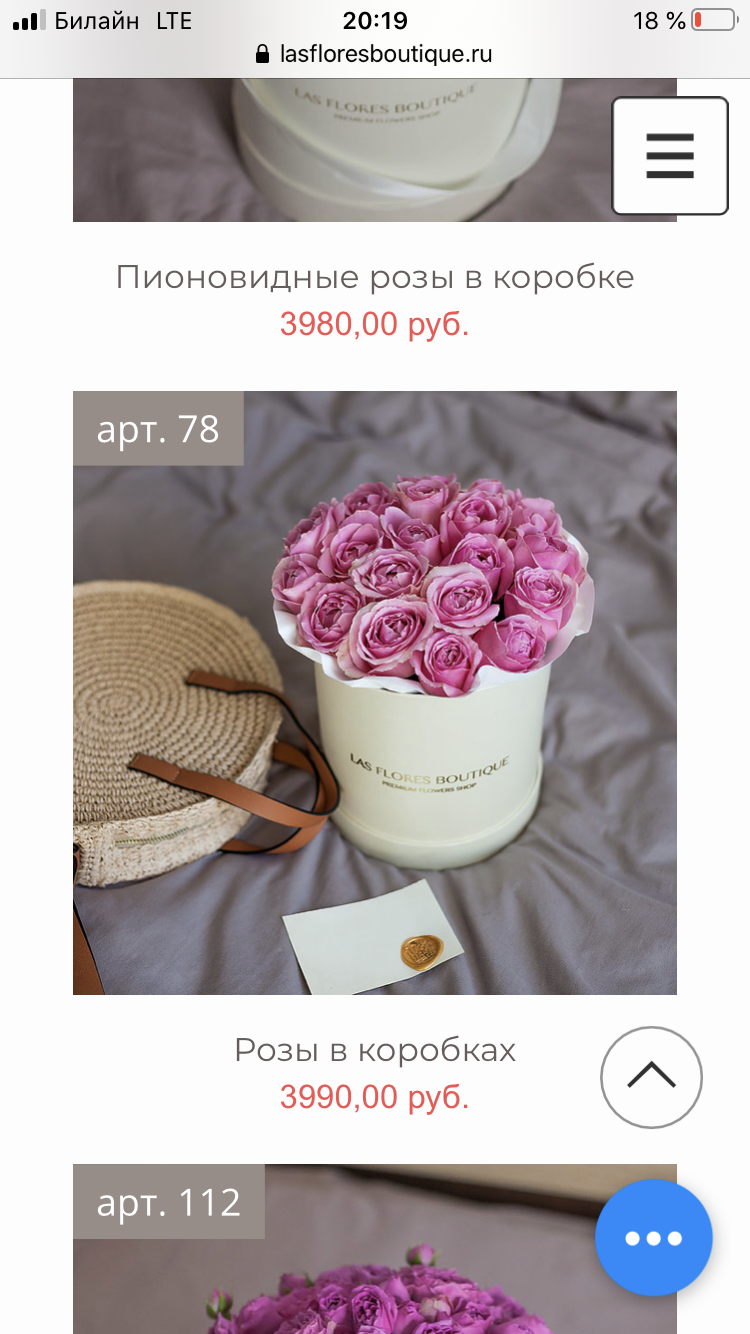 Билайн LTE 20:19 18 %
lasfloresboutique.ru
LAS FLORES BOUTIQUE
PREMIUM FLOWERS SHOP
Пионовидные розы в коробке
3980,00 руб.
арт. 78
LAS FLORES BOUTIQUE
PREMIUM FLOWERS SHOP
Розы в коробках
3990,00 руб.
арт. 112